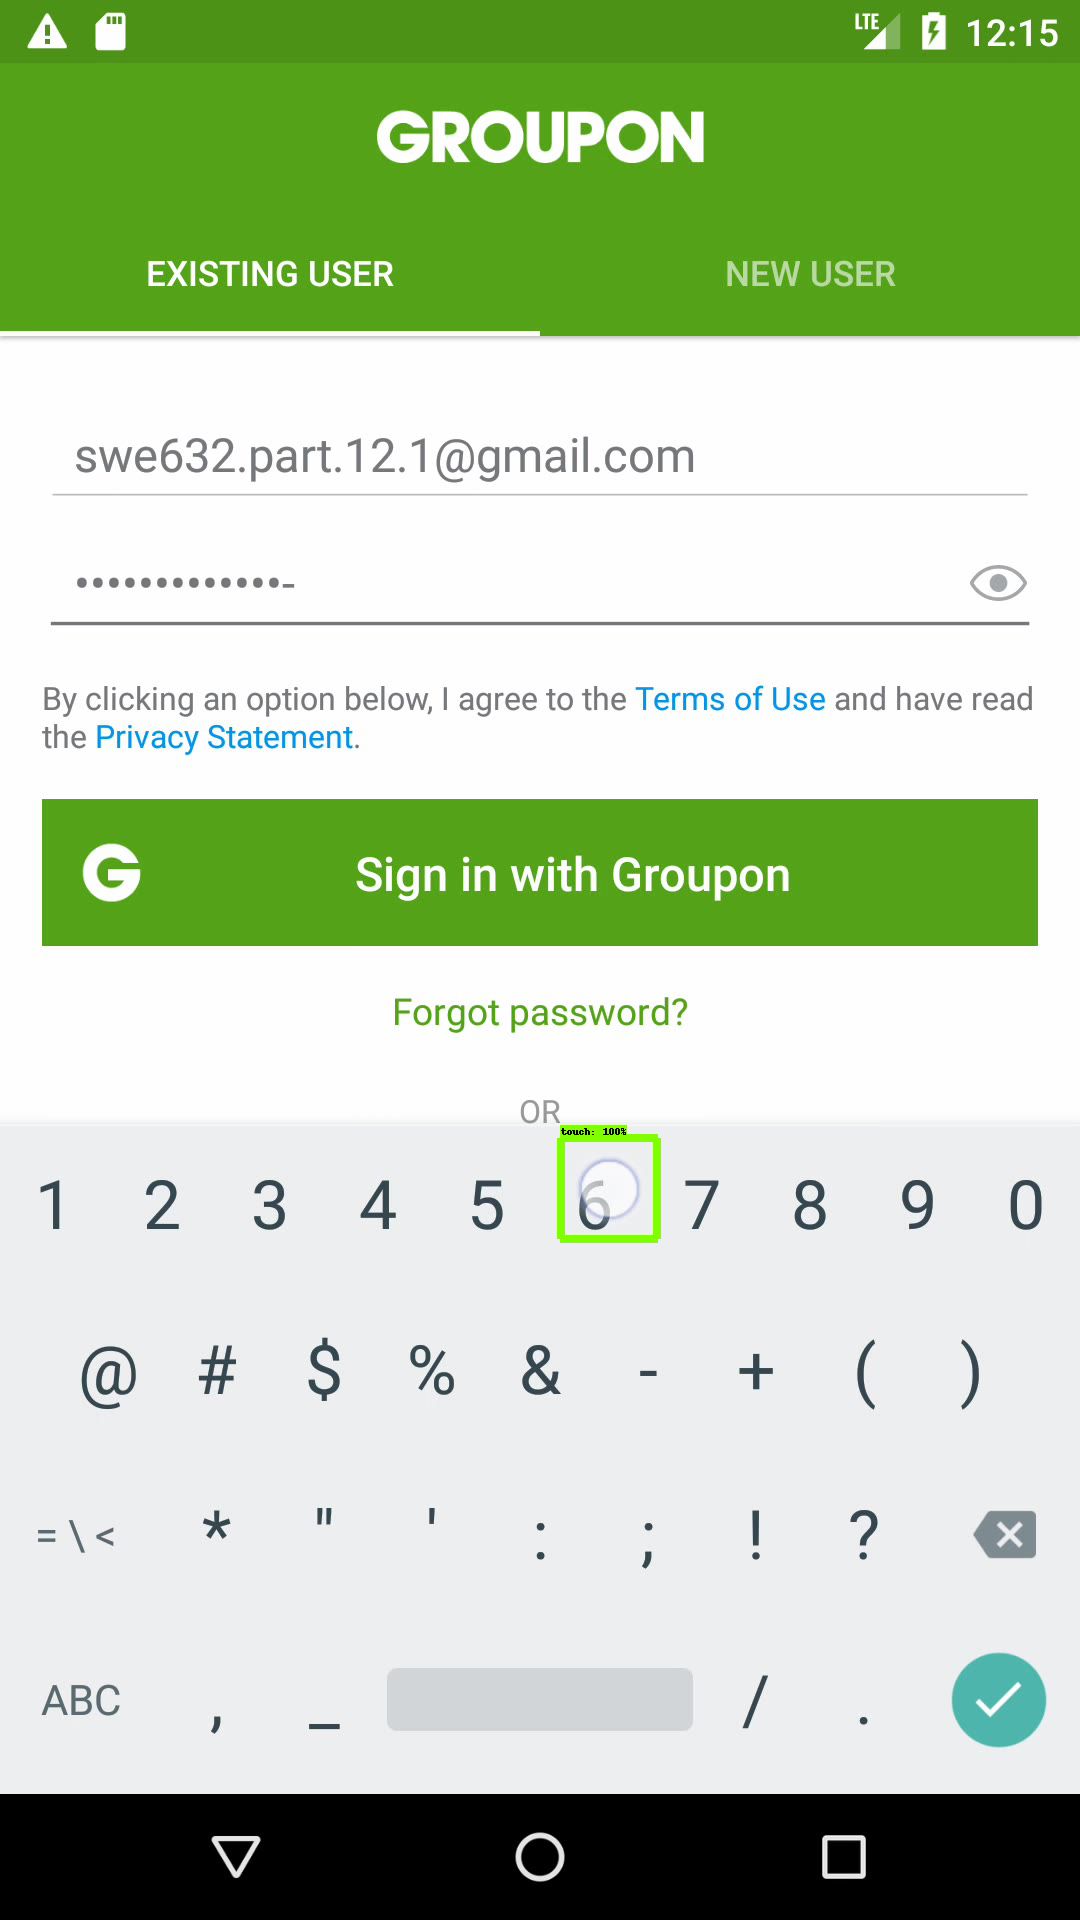 LTE 12:15
GROUPON
EXISTING USER NEW USER
swe632.part.12.1@gmail.com
•••••••••••••-
By clicking an option below, I agree to the Terms of Use and have read
the Privacy Statement.
G Sign in with Groupon
Forgot password?
OR
touch: 100%
1 2 3 4 5 6 7 8 9 0
@ # $ % & - + ( )
= \ < * " ' : ; ! ?
ABC , _ / .